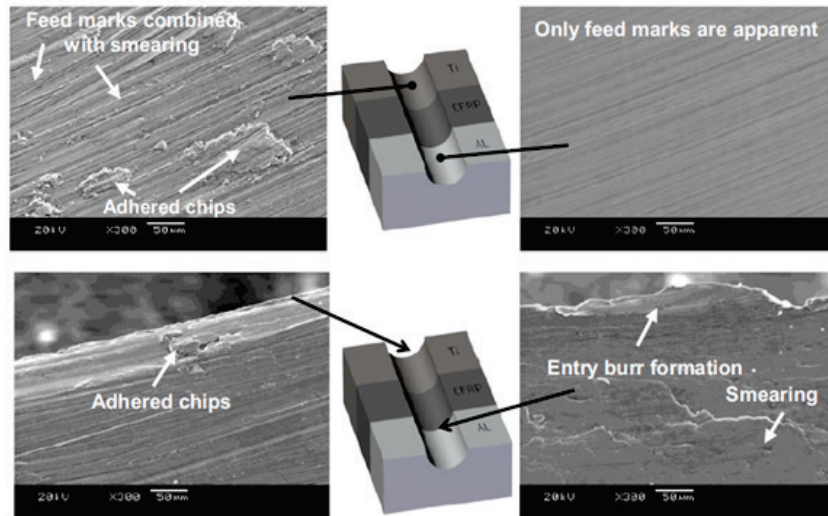 Feed marks combined
with smearing
Adhered chips
20kV X300 50µm
Ti
CFRP
AL
Only feed marks are apparent
20kV X300 50µm
Adhered chips
20kV X300 50µm
Ti
CFRP
AL
Entry burr formation
Smearing
20kV X300 50µm